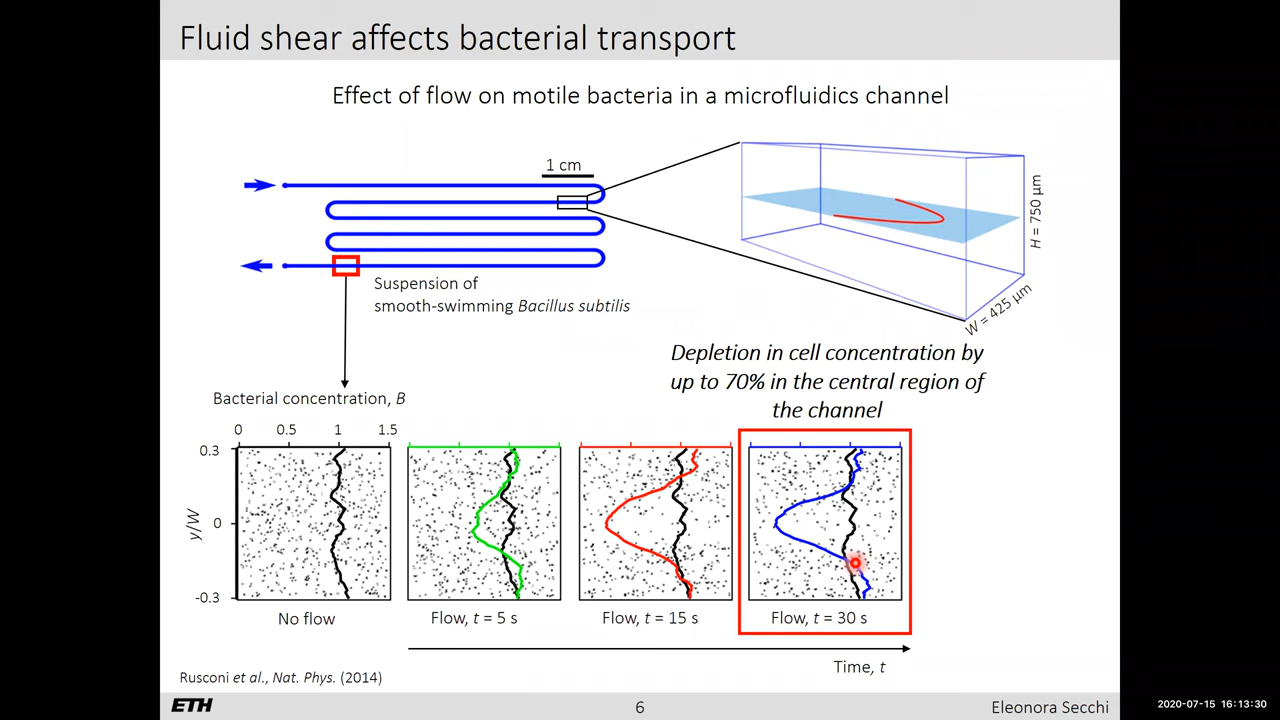 Fluid shear affects bacterial transport
Effect of flow on motile bacteria in a microfluidics channel
1 cm
H = 750 μm
W = 425 μm
Suspension of
smooth-swimming Bacillus subtilis
Depletion in cell concentration by
up to 70% in the central region of
the channel
Bacterial concentration, B
0 0.5 1 1.5
0.3
y/W
0
-0.3
No flow
Flow, t = 5 s
Flow, t = 15 s
Flow, t = 30 s
Time, t
Rusconi et al., Nat. Phys. (2014)
ETH
6
Eleonora Secchi
2020-07-15 16:13:30